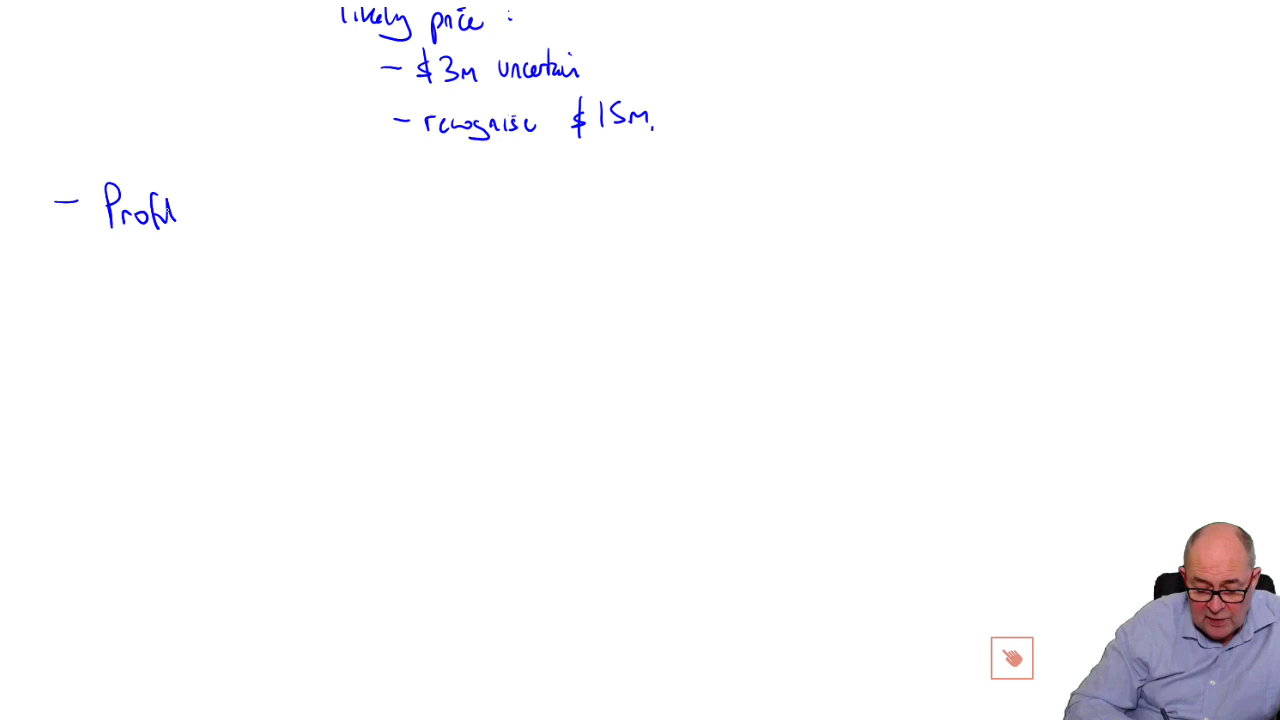 likely price :
- $3m uncertain
- recognise $15m.
- Profit